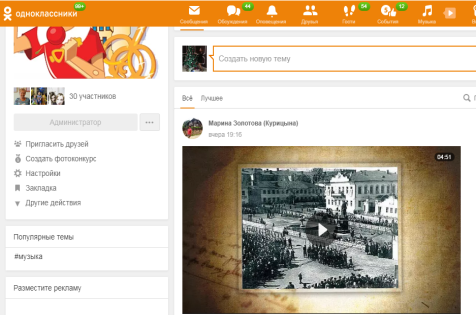 одноклассники
99+
Сообщения
44
Обсуждения
Оповещения
Друзья
54
Гости
12
События
Музыка
30 участников
Администратор
Пригласить друзей
Создать фотоконкурс
Настройки
Закладка
Другие действия
Популярные темы
#музыка
Разместите рекламу
Создать новую тему
Всё Лучшее
Марина Золотова (Курицына)
вчера 19:16
04:51